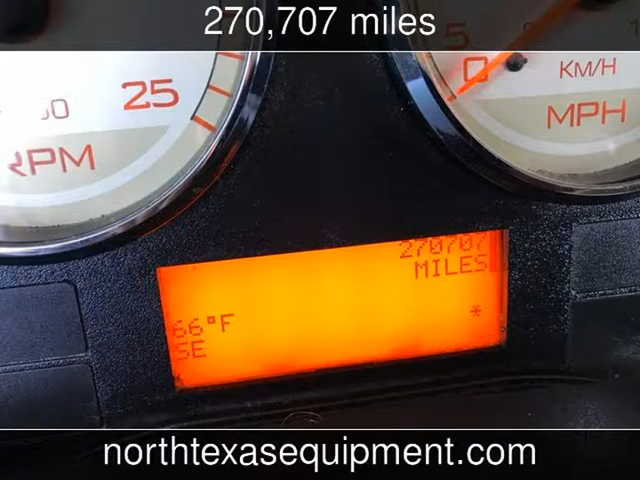 270,707 miles
25
RPM
5
0
KM/H
MPH
270707
MILES
66°F
*
SE
northtexasequipment.com